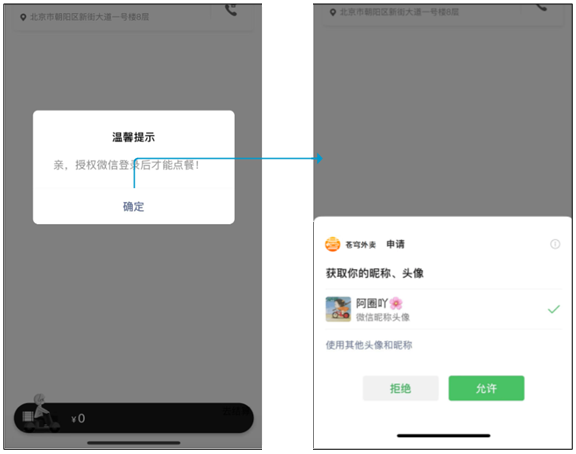 北京市朝阳区新街大道一号楼8层
温馨提示
亲，授权微信登录后才能点餐！
确定
¥0
北京市朝阳区新街大道一号楼8层
苍穹外卖 申请
获取你的昵称、头像
阿圈吖🌸
微信昵称头像
使用其他头像和昵称
拒绝 允许